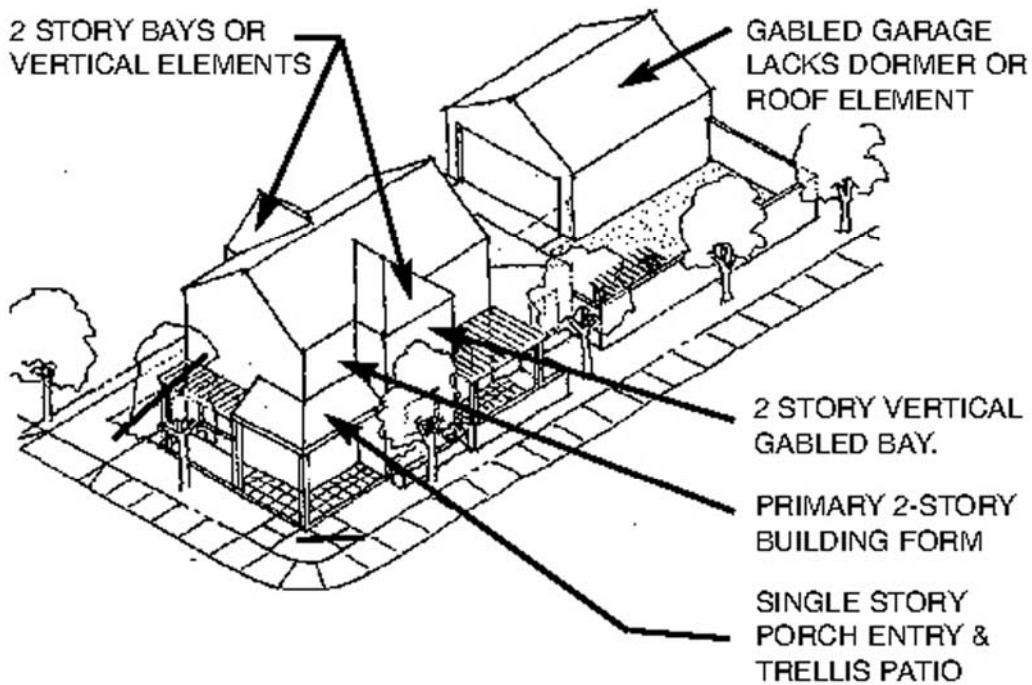 2 STORY BAYS OR
VERTICAL ELEMENTS
GABLED GARAGE
LACKS DORMER OR
ROOF ELEMENT
2 STORY VERTICAL
GABLED BAY.
PRIMARY 2-STORY
BUILDING FORM
SINGLE STORY
PORCH ENTRY &
TRELLIS PATIO